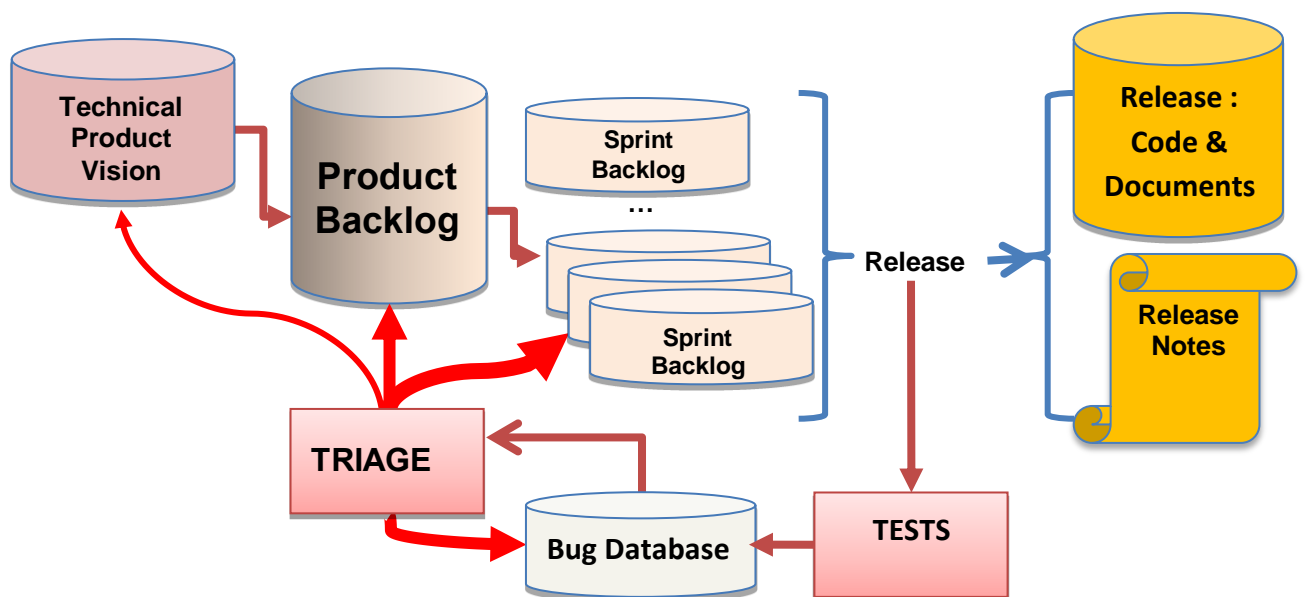 Technical
Product
Vision
Product
Backlog
Sprint
Backlog
...
Sprint
Backlog
Release
Release :
Code &
Documents
Release
Notes
TRIAGE
Bug Database
TESTS